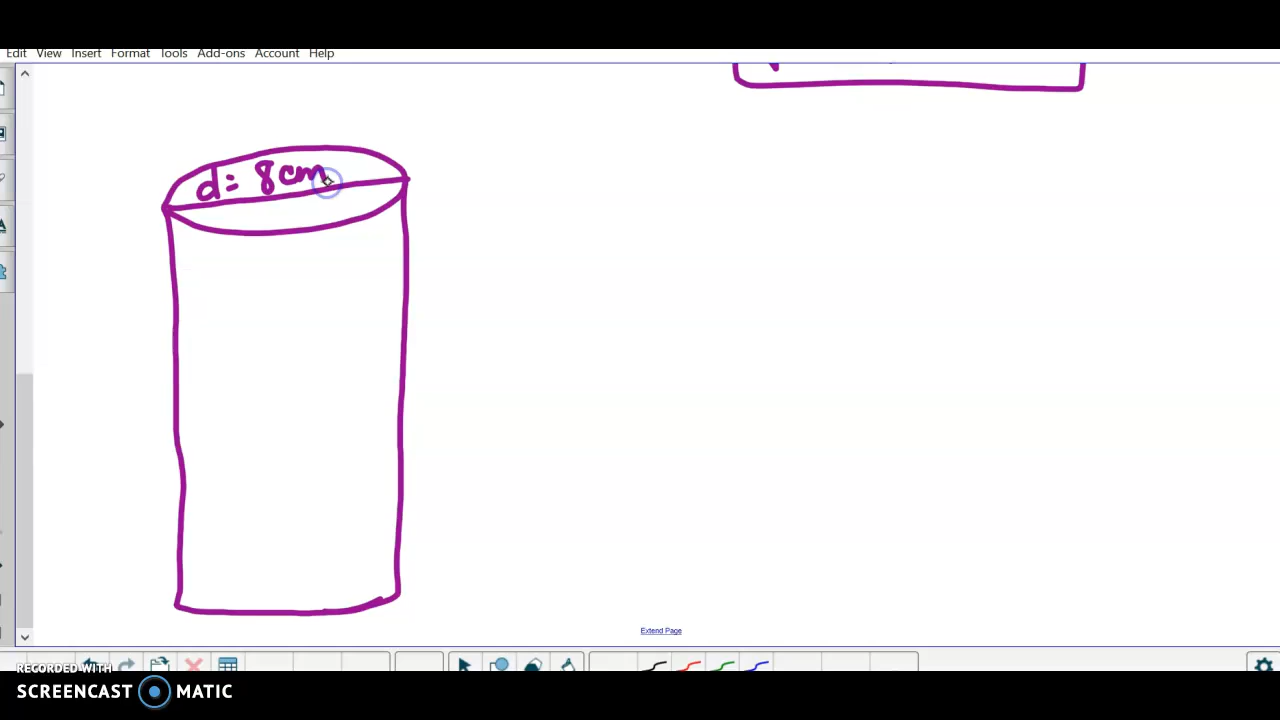 Edit View Insert Format Tools Add-ons Account Help
d= 8cm
Extend Page
RECORDED WITH
SCREENCAST MATIC